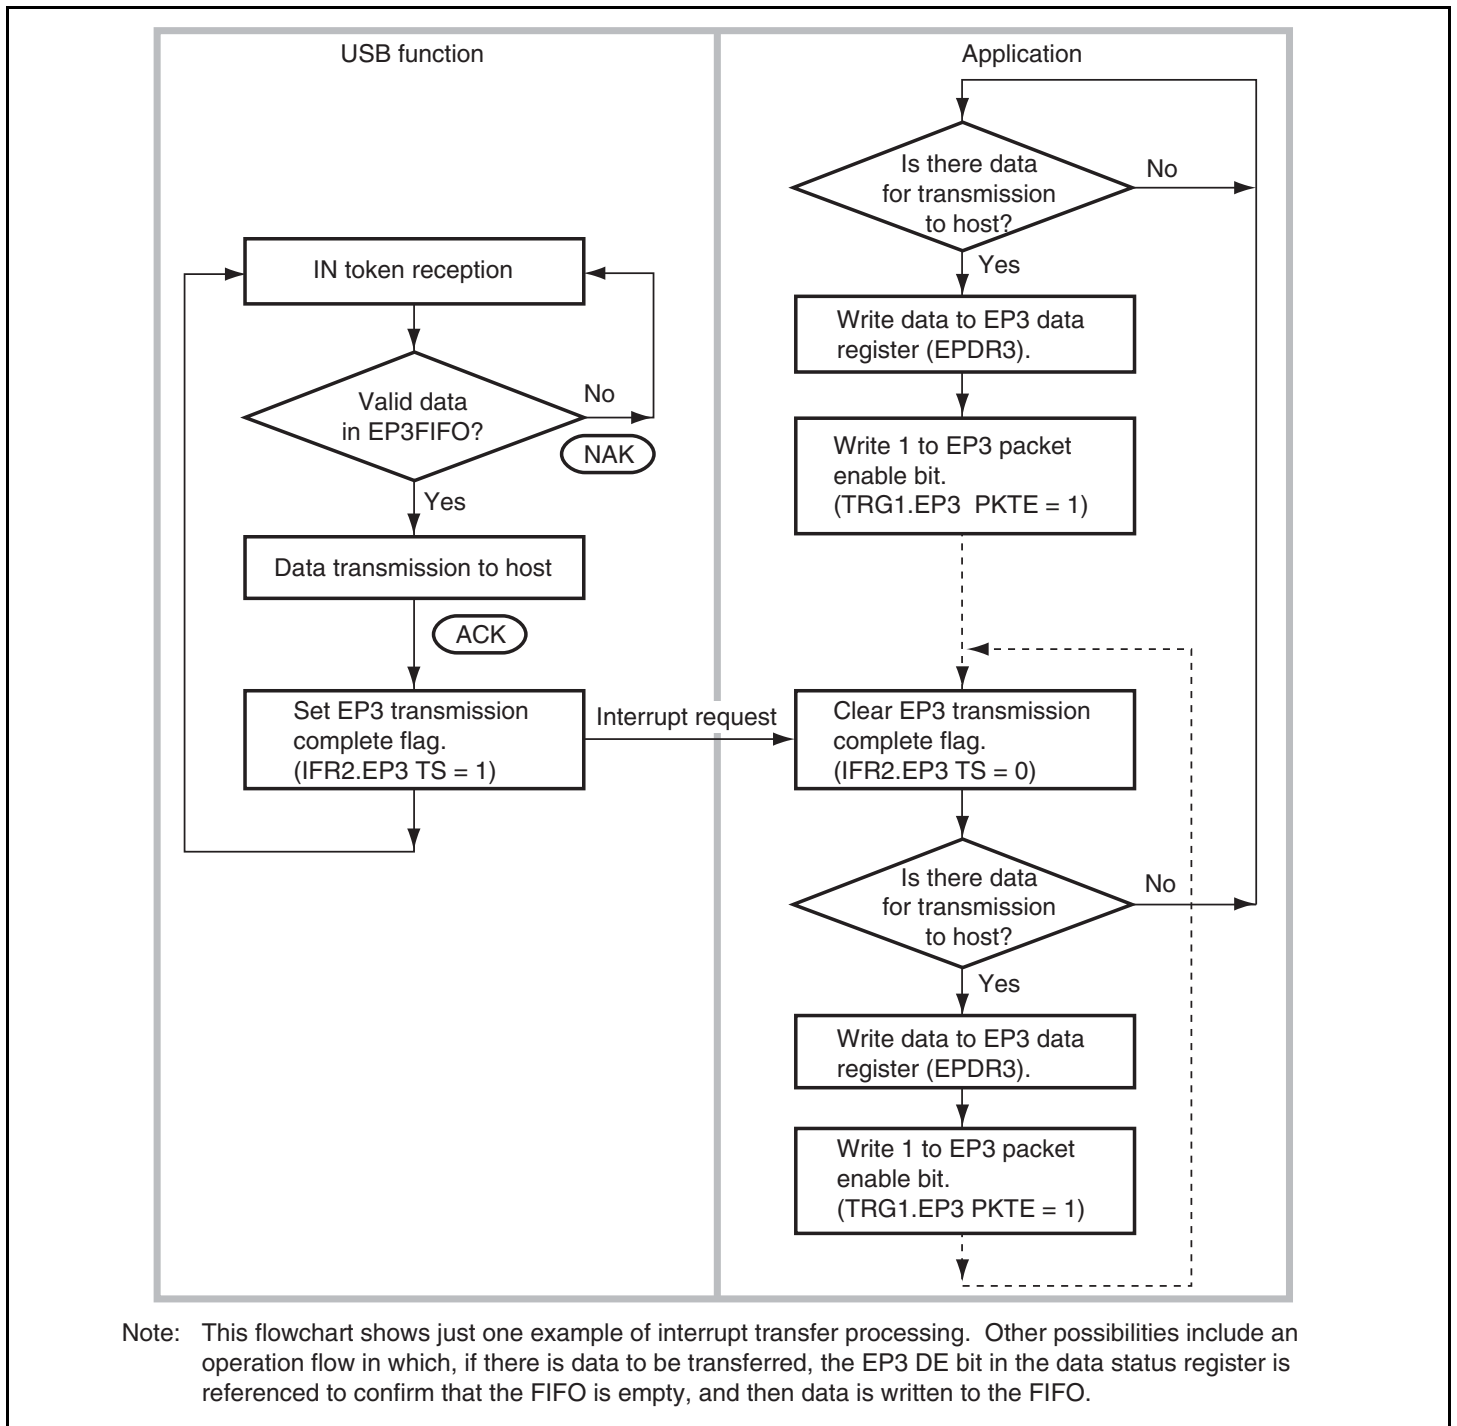 USB function
Application
IN token reception
Valid data
in EP3FIFO?
No
NAK
Yes
Data transmission to host
ACK
Set EP3 transmission
complete flag.
(IFR2.EP3 TS = 1)
Interrupt request
Is there data
for transmission
to host?
No
Yes
Write data to EP3 data
register (EPDR3).
Write 1 to EP3 packet
enable bit.
(TRG1.EP3  PKTE = 1)
Clear EP3 transmission
complete flag.
(IFR2.EP3 TS = 0)
Is there data
for transmission
to host?
No
Yes
Write data to EP3 data
register (EPDR3).
Write 1 to EP3 packet
enable bit.
(TRG1.EP3 PKTE = 1)
Note: This flowchart shows just one example of interrupt transfer processing. Other possibilities include an
operation flow in which, if there is data to be transferred, the EP3 DE bit in the data status register is
referenced to confirm that the FIFO is empty, and then data is written to the FIFO.